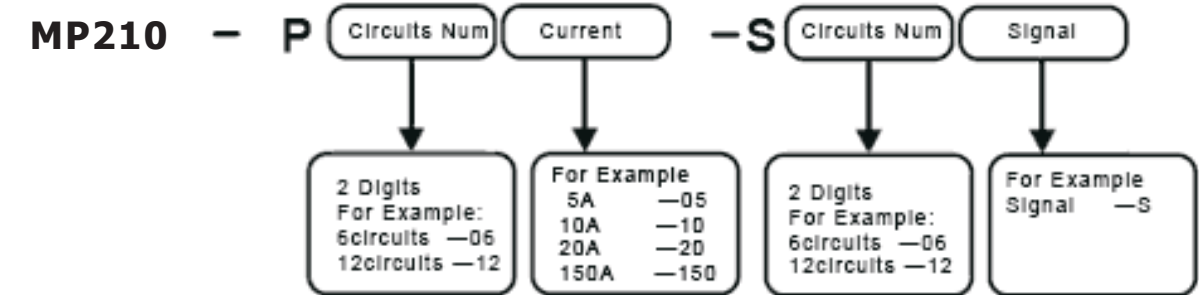 MP210 - P Circuits Num Current -S Circuits Num Signal
2 Digits
For Example:
6circuits —06
12circuits —12
For Example
5A —05
10A —10
20A —20
150A —150
2 Digits
For Example:
6circuits —06
12circuits —12
For Example
Signal —S